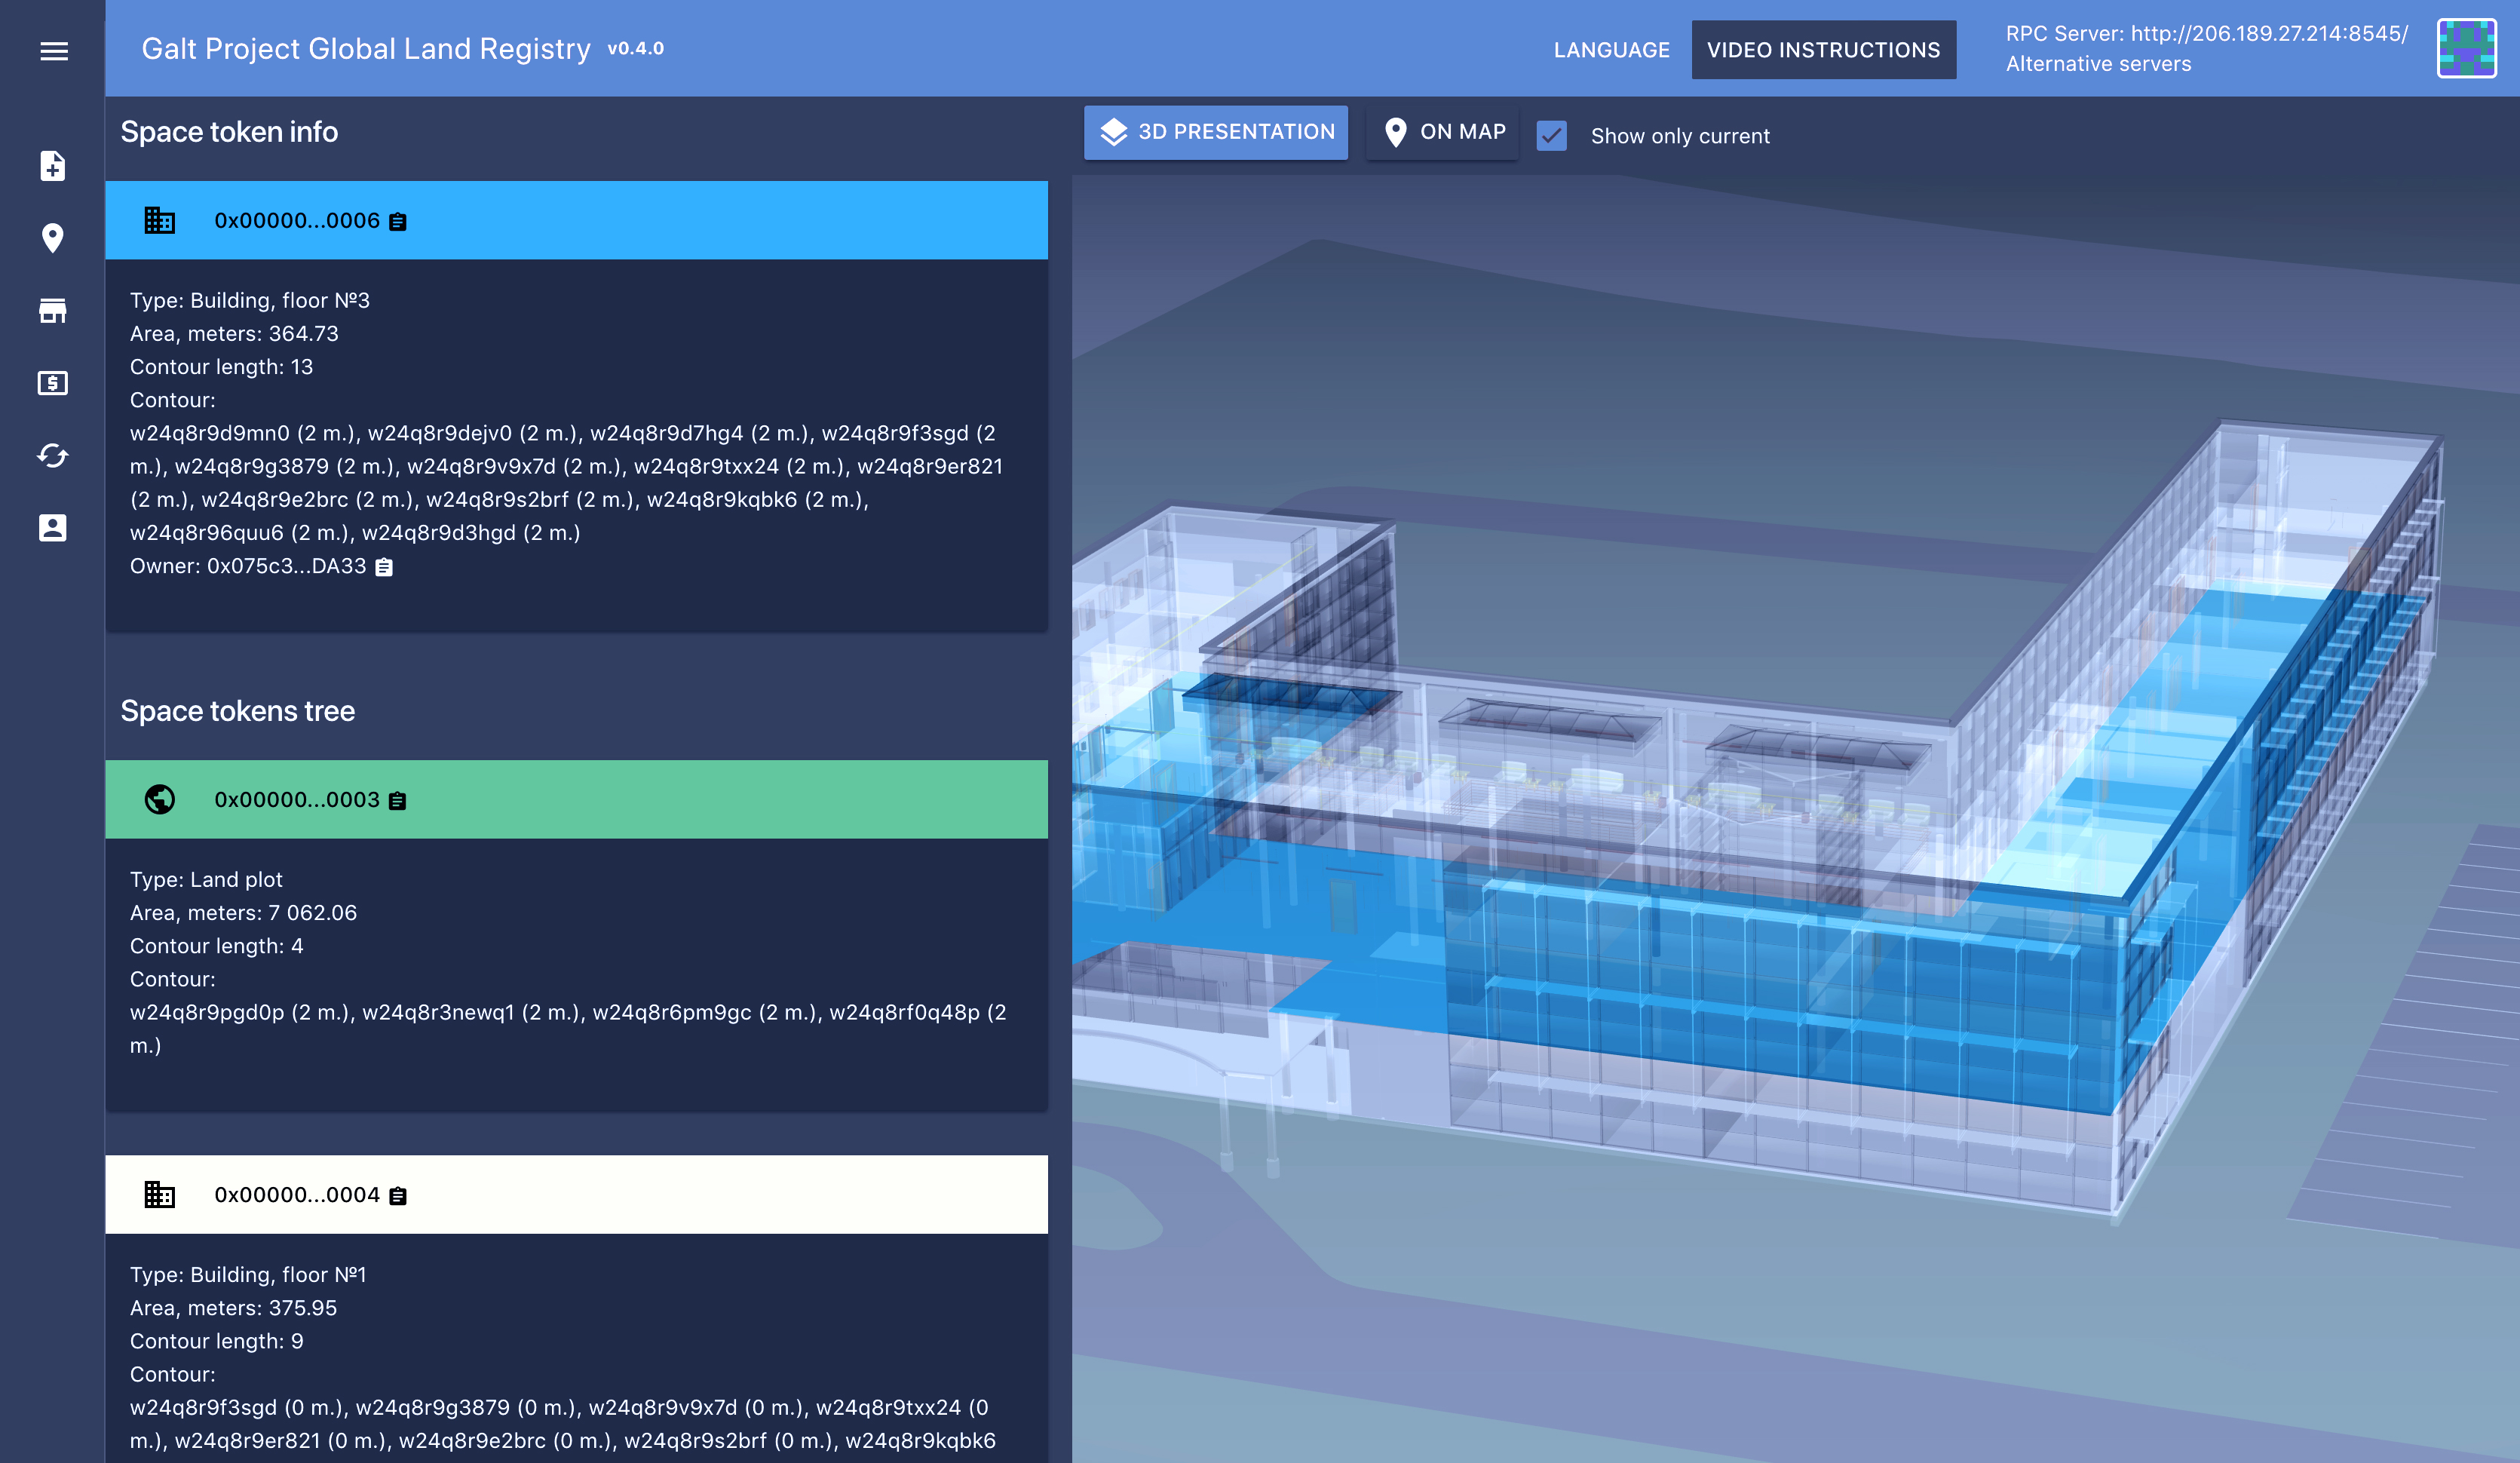 Galt Project Global Land Registry v0.4.0
LANGUAGE
VIDEO INSTRUCTIONS
RPC Server: http://206.189.27.214:8545/
Alternative servers
Space token info
0x00000...0006
Type: Building, floor №3
Area, meters: 364.73
Contour length: 13
Contour:
w24q8r9d9mn0 (2 m.), w24q8r9dejv0 (2 m.), w24q8r9d7hg4 (2 m.), w24q8r9f3sgd (2
m.), w24q8r9g3879 (2 m.), w24q8r9v9x7d (2 m.), w24q8r9txx24 (2 m.), w24q8r9er821
(2 m.), w24q8r9e2brc (2 m.), w24q8r9s2brf (2 m.), w24q8r9kqbk6 (2 m.),
w24q8r96quu6 (2 m.), w24q8r9d3hgd (2 m.)
Owner: 0x075c3...DA33
Space tokens tree
0x00000...0003
Type: Land plot
Area, meters: 7 062.06
Contour length: 4
Contour:
w24q8r9pgd0p (2 m.), w24q8r3newq1 (2 m.), w24q8r6pm9gc (2 m.), w24q8rf0q48p (2
m.)
0x00000...0004
Type: Building, floor №1
Area, meters: 375.95
Contour length: 9
Contour:
w24q8r9f3sgd (0 m.), w24q8r9g3879 (0 m.), w24q8r9v9x7d (0 m.), w24q8r9txx24 (0
m.), w24q8r9er821 (0 m.), w24q8r9e2brc (0 m.), w24q8r9s2brf (0 m.), w24q8r9kqbk6
3D PRESENTATION
ON MAP
Show only current